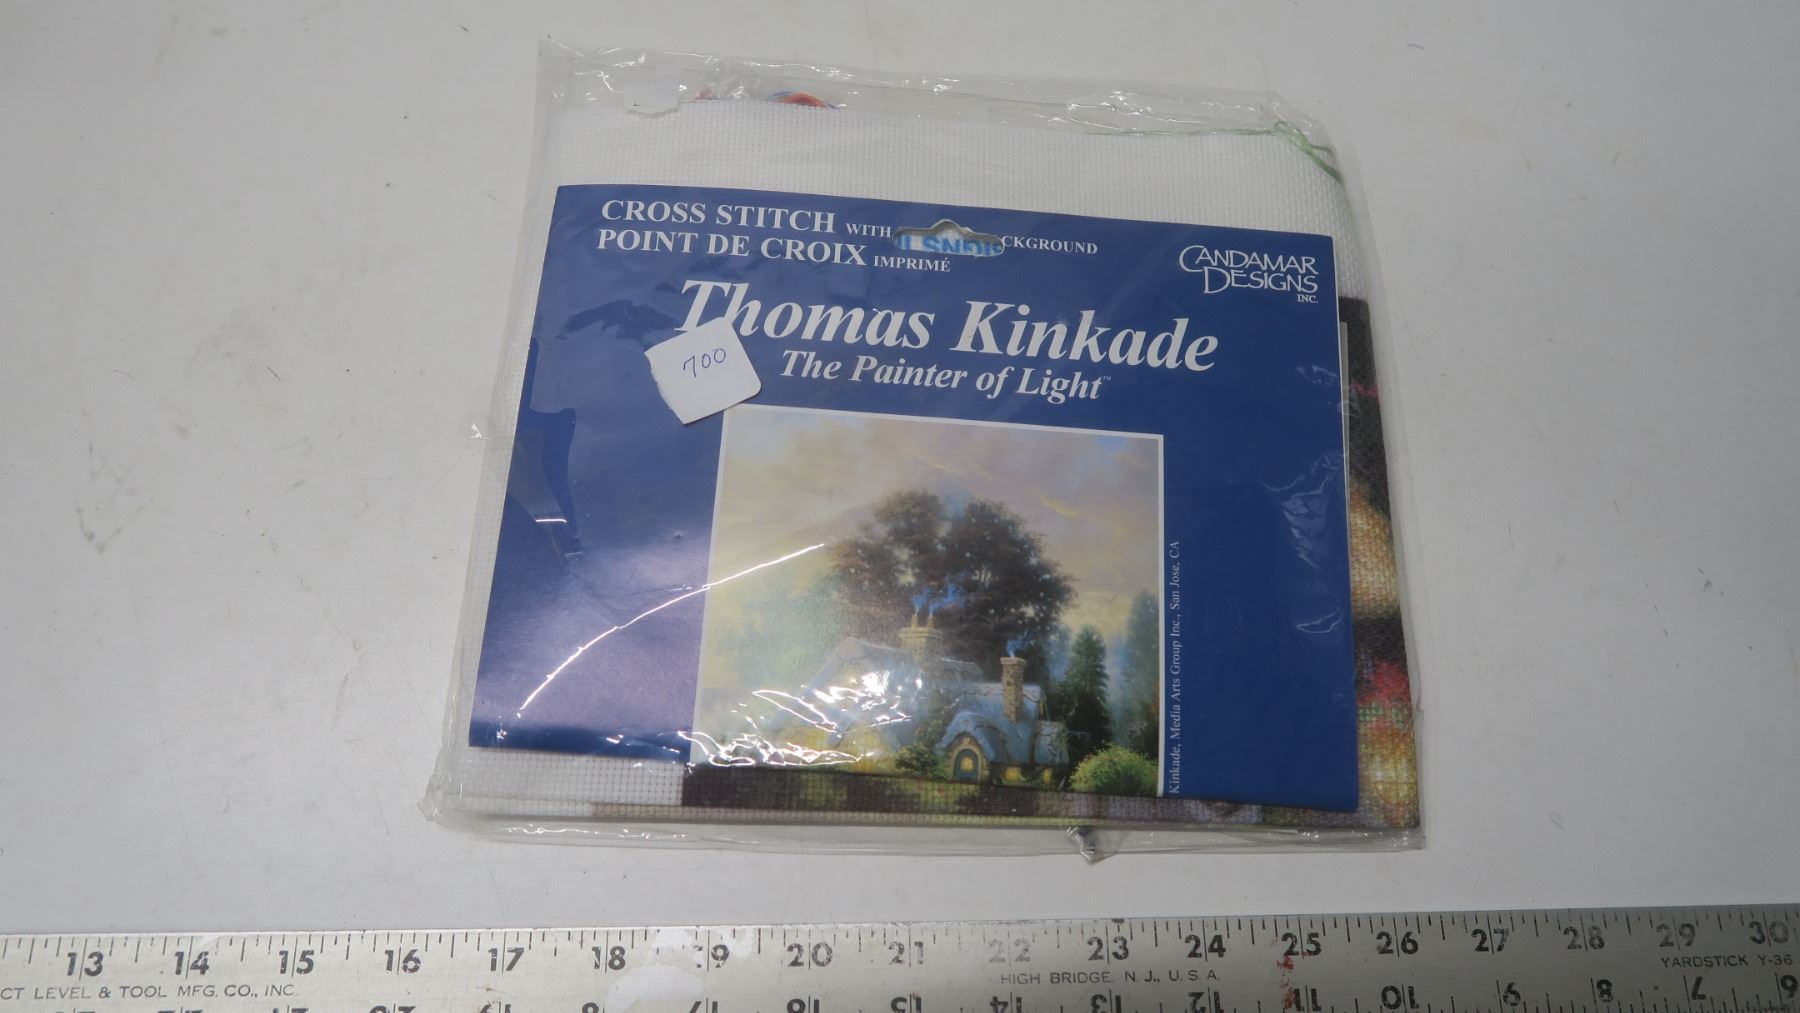 CROSS STITCH WITH CKGROUND
POINT DE CROIX IMPRIMÉ
CANDAMAR
DESIGNS
INC.
Thomas Kinkade
The Painter of Light™
700
Kinkade, Media Arts Group Inc., San Jose, CA
13 14 15 16 17 18 19 20 21 22 23 24 25 26 27 28 29 30
CT LEVEL & TOOL MFG. CO., INC.
HIGH BRIDGE. N. J., U. S. A.
YARDSTICK Y-36